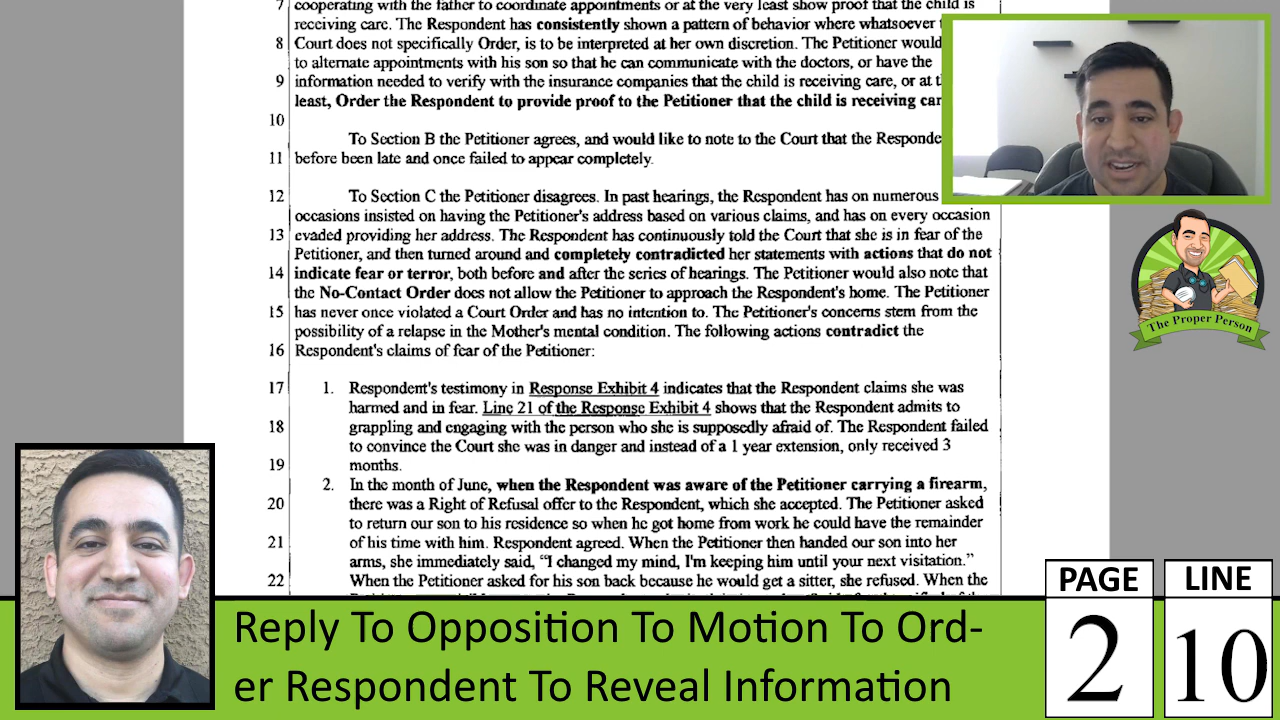 7 cooperating with the father to coordinate appointments or at the very least show proof that the child is
receiving care. The Respondent has consistently shown a pattern of behavior where whatsoever
8 Court does not specifically Order, is to be interpreted at her own discretion. The Petitioner would
to alternate appointments with his son so that he can communicate with the doctors, or have the
9 information needed to verify with the insurance companies that the child is receiving care, or at
least, Order the Respondent to provide proof to the Petitioner that the child is receiving
10
To Section B the Petitioner agrees, and would like to note to the Court that the
11 before been late and once failed to appear completely.
12 To Section C the Petitioner disagrees. In past hearings, the Respondent has on numerous
occasions insisted on having the Petitioner's address based on various claims, and has on every occasion
13 evaded providing her address. The Respondent has continuously told the Court that she is in fear of the
Petitioner, and then turned around and completely contradicted her statements with actions that do not
14 indicate fear or terror, both before and after the series of hearings. The Petitioner would also note that
the No-Contact Order does not allow the Petitioner to approach the Respondent's home. The Petitioner
15 has never once violated a Court Order and has no intention to. The Petitioner's concerns stem from the
possibility of a relapse in the Mother's mental condition. The following actions contradict the
16 Respondent's claims of fear of the Petitioner:
17 1. Respondent's testimony in Response Exhibit 4 indicates that the Respondent claims she was
harmed and in fear. Line 21 of the Response Exhibit 4 shows that the Respondent admits to
18 grappling and engaging with the person who she is supposedly afraid of. The Respondent failed
to convince the Court she was in danger and instead of a 1 year extension, only received 3
19 months.
2. In the month of June, when the Respondent was aware of the Petitioner carrying a firearm,
20 there was a Right of Refusal offer to the Respondent, which she accepted. The Petitioner asked
to return our son to his residence so when he got home from work he could have the remainder
21 of his time with him. Respondent agreed. When the Petitioner then handed our son into her
arms, she immediately said, “I changed my mind, I'm keeping him until your next visitation.”
22 When the Petitioner asked for his son back because he would get a sitter, she refused. When the
The Proper Person
PAGE
2
LINE
10
Reply To Opposition To Motion To Ord-
er Respondent To Reveal Information